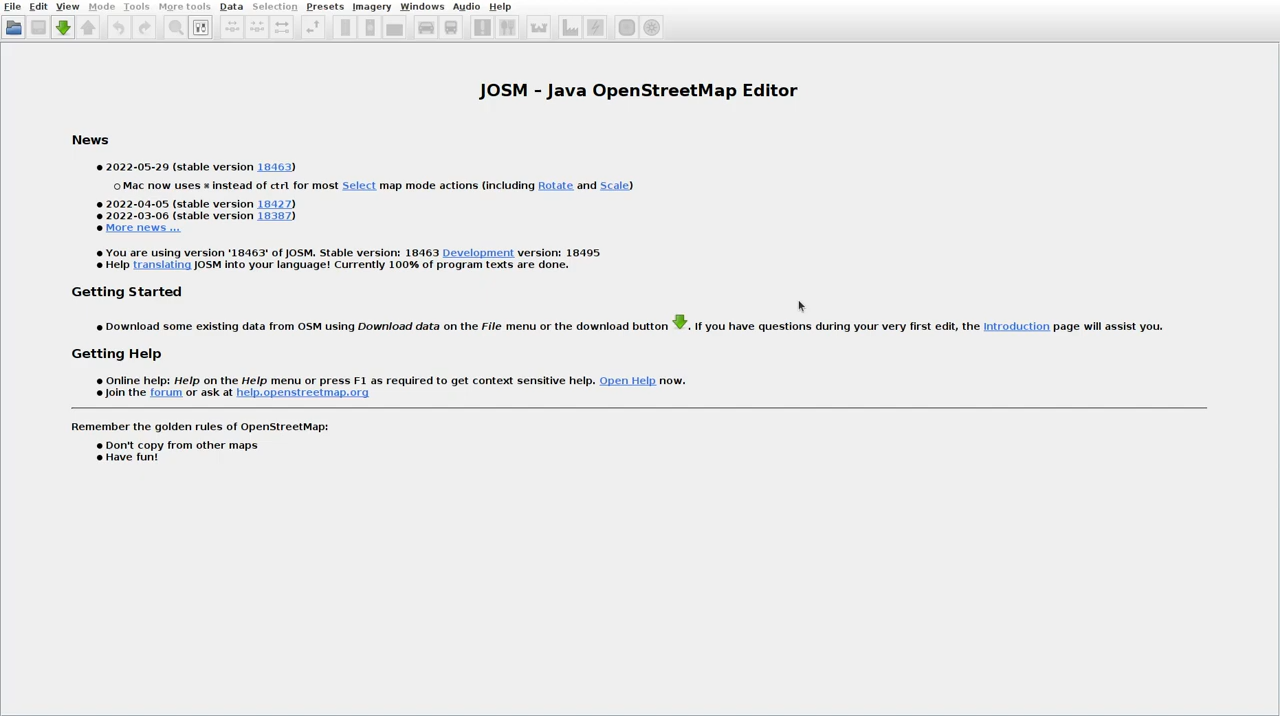 File Edit View Mode Tools More tools Data Selection Presets Imagery Windows Audio Help
JOSM – Java OpenStreetMap Editor
News
2022-05-29 (stable version 18463)
Mac now uses ⌘ instead of ctrl for most Select map mode actions (including Rotate and Scale)
2022-04-05 (stable version 18427)
2022-03-06 (stable version 18387)
More news ...
You are using version '18463' of JOSM. Stable version: 18463 Development version: 18495
Help translating JOSM into your language! Currently 100% of program texts are done.
Getting Started
Download some existing data from OSM using Download data on the File menu or the download button . If you have questions during your very first edit, the Introduction page will assist you.
Getting Help
Online help: Help on the Help menu or press F1 as required to get context sensitive help. Open Help now.
Join the forum or ask at help.openstreetmap.org
Remember the golden rules of OpenStreetMap:
Don't copy from other maps
Have fun!